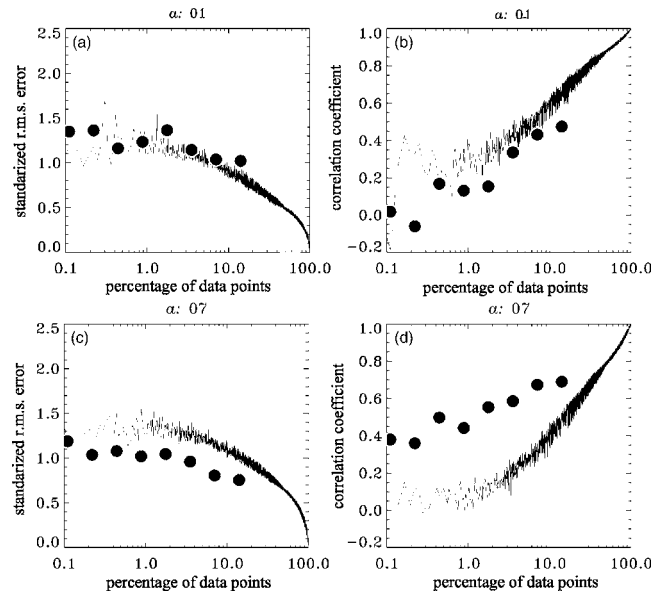 α: 01
α: 0.1
(a)
(b)
2.5
2.0
1.5
1.0
0.5
0.0
standarized r.m.s. error
1.0
0.8
0.6
0.4
0.2
0.0
−0.2
correlation coefficient
0.1
1.0
10.0
100.0
percentage of data points
0.1
1.0
10.0
100.0
percentage of data points
α: 07
α: 07
(c)
(d)
2.5
2.0
1.5
1.0
0.5
0.0
standarized r.m.s. error
1.0
0.8
0.6
0.4
0.2
0.0
−0.2
correlation coefficient
0.1
1.0
10.0
100.0
percentage of data points
0.1
1.0
10.0
100.0
percentage of data points